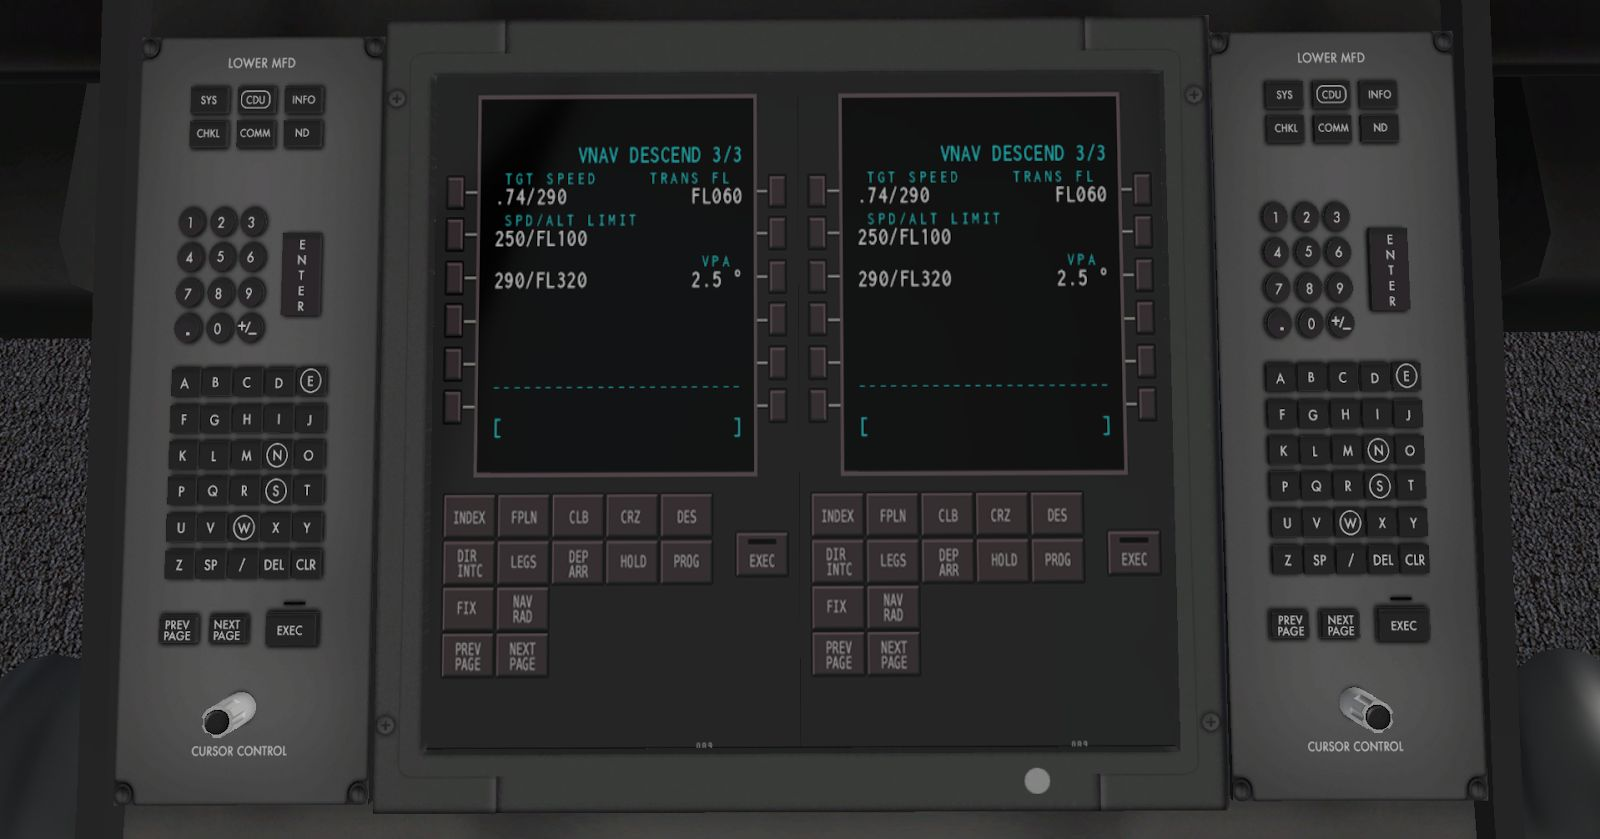 LOWER MFD
SYS CDU INFO
CHKL COMM ND
1 2 3
4 5 6
7 8 9
. 0 +/_
ENTER
A B C D E
F G H I J
K L M N O
P Q R S T
U V W X Y
Z SP / DEL CLR
PREV PAGE NEXT PAGE EXEC
CURSOR CONTROL
VNAV DESCEND 3/3
TGT SPEED TRANS FL
.74/290 FL060
SPD/ALT LIMIT
250/FL100
VPA
290/FL320 2.5 °
[ ]
INDEX FPLN CLB CRZ DES
DIR INTC LEGS DEP ARR HOLD PROG
EXEC
FIX NAV RAD
PREV PAGE NEXT PAGE
VNAV DESCEND 3/3
TGT SPEED TRANS FL
.74/290 FL060
SPD/ALT LIMIT
250/FL100
VPA
290/FL320 2.5 °
[ ]
INDEX FPLN CLB CRZ DES
DIR INTC LEGS DEP ARR HOLD PROG
EXEC
FIX NAV RAD
PREV PAGE NEXT PAGE
LOWER MFD
SYS CDU INFO
CHKL COMM ND
1 2 3
4 5 6
7 8 9
. 0 +/_
ENTER
A B C D E
F G H I J
K L M N O
P Q R S T
U V W X Y
Z SP / DEL CLR
PREV PAGE NEXT PAGE EXEC
CURSOR CONTROL